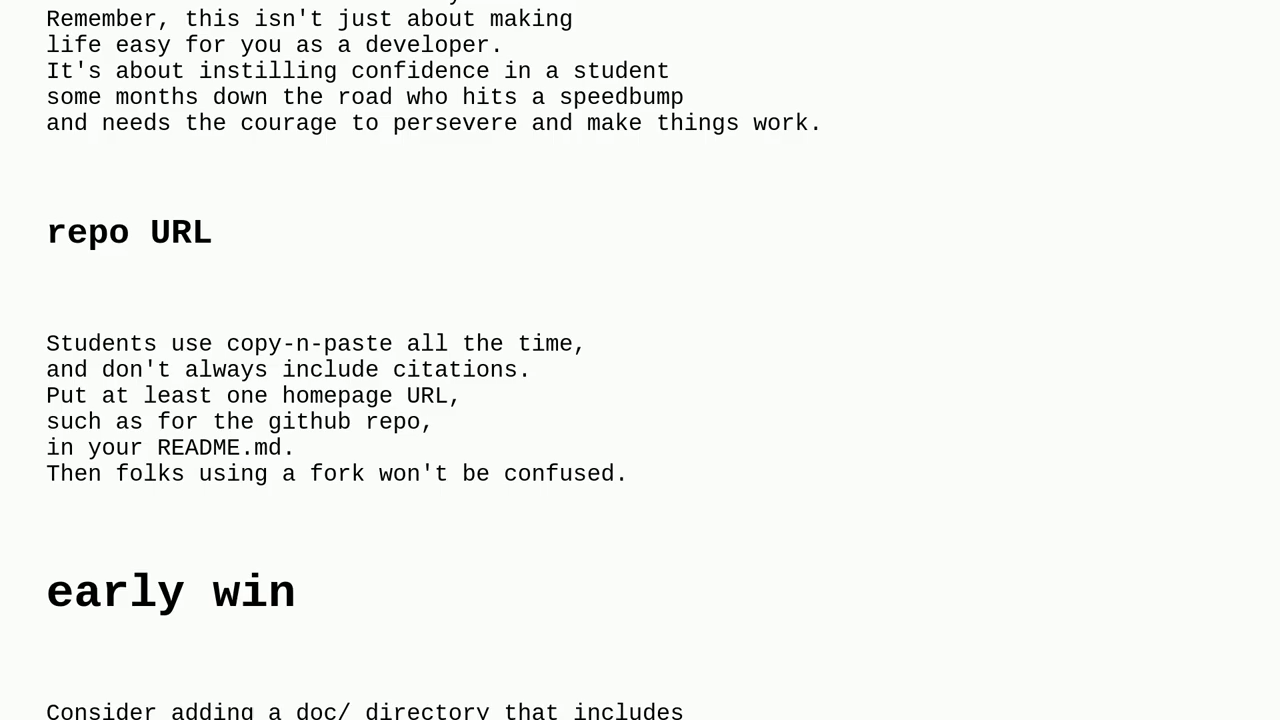 Remember, this isn't just about making
life easy for you as a developer.
It's about instilling confidence in a student
some months down the road who hits a speedbump
and needs the courage to persevere and make things work.
repo URL
Students use copy-n-paste all the time,
and don't always include citations.
Put at least one homepage URL,
such as for the github repo,
in your README.md.
Then folks using a fork won't be confused.
early win
Consider adding a doc/ directory that includes